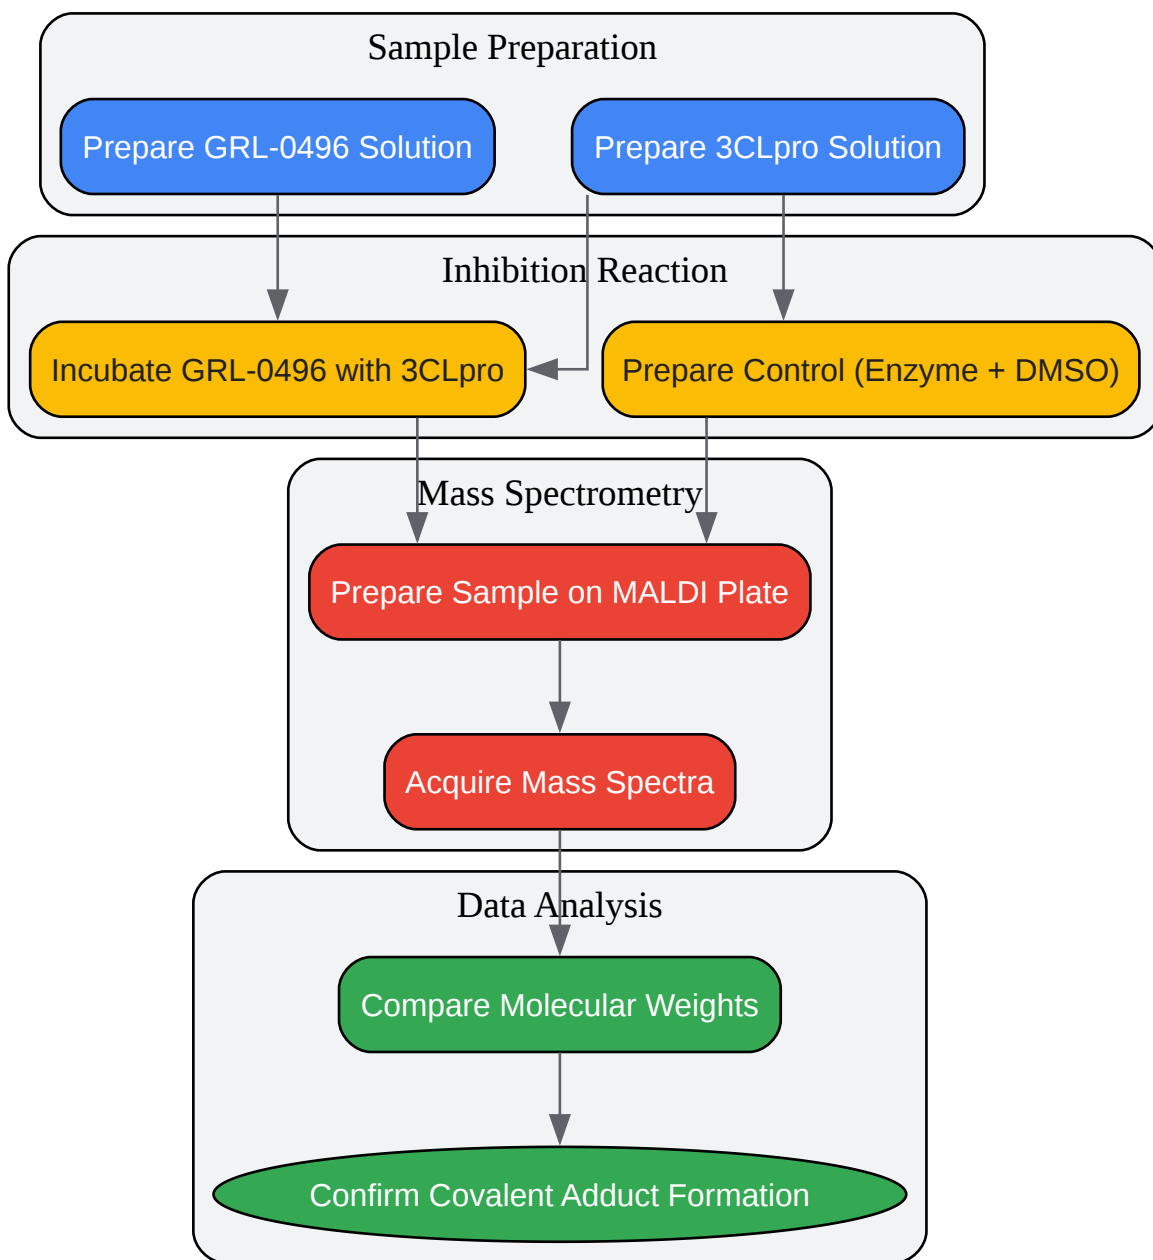 Sample Preparation
Prepare GRL-0496 Solution
Prepare 3CLpro Solution
Inhibition Reaction
Incubate GRL-0496 with 3CLpro
Prepare Control (Enzyme + DMSO)
Mass Spectrometry
Prepare Sample on MALDI Plate
Acquire Mass Spectra
Data Analysis
Compare Molecular Weights
Confirm Covalent Adduct Formation